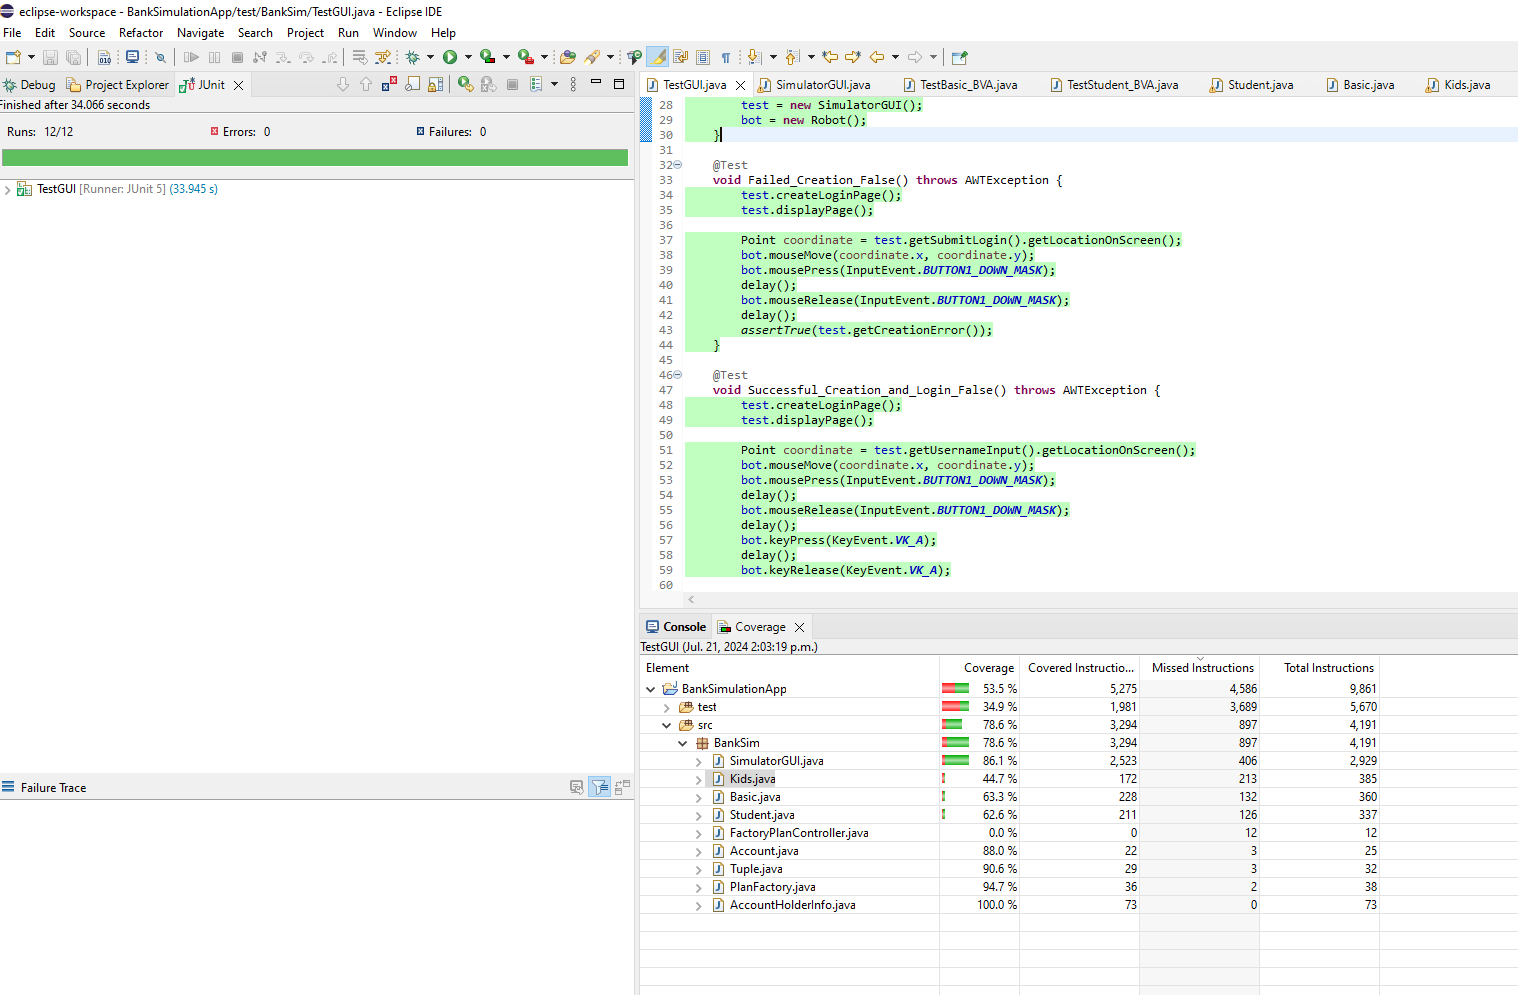 eclipse-workspace - BankSimulationApp/test/BankSim/TestGUI.java - Eclipse IDE
File Edit Source Refactor Navigate Search Project Run Window Help
Debug Project Explorer JUnit
Finished after 34.066 seconds
Runs: 12/12 Errors: 0 Failures: 0
TestGUI [Runner: JUnit 5] (33.945 s)
Failure Trace
TestGUI.java SimulatorGUI.java TestBasic_BVA.java TestStudent_BVA.java Student.java Basic.java Kids.java
28 test = new SimulatorGUI();
29 bot = new Robot();
30 }
31
32 @Test
33 void Failed_Creation_False() throws AWTException {
34 test.createLoginPage();
35 test.displayPage();
36
37 Point coordinate = test.getSubmitLogin().getLocationOnScreen();
38 bot.mouseMove(coordinate.x, coordinate.y);
39 bot.mousePress(InputEvent.BUTTON1_DOWN_MASK);
40 delay();
41 bot.mouseRelease(InputEvent.BUTTON1_DOWN_MASK);
42 delay();
43 assertTrue(test.getCreationError());
44 }
45
46 @Test
47 void Successful_Creation_and_Login_False() throws AWTException {
48 test.createLoginPage();
49 test.displayPage();
50
51 Point coordinate = test.getUsernameInput().getLocationOnScreen();
52 bot.mouseMove(coordinate.x, coordinate.y);
53 bot.mousePress(InputEvent.BUTTON1_DOWN_MASK);
54 delay();
55 bot.mouseRelease(InputEvent.BUTTON1_DOWN_MASK);
56 delay();
57 bot.keyPress(KeyEvent.VK_A);
58 delay();
59 bot.keyRelease(KeyEvent.VK_A);
60
Console Coverage
TestGUI (Jul. 21, 2024 2:03:19 p.m.)
Element Coverage Covered Instructio... Missed Instructions Total Instructions
BankSimulationApp 53.5 % 5,275 4,586 9,861
test 34.9 % 1,981 3,689 5,670
src 78.6 % 3,294 897 4,191
BankSim 78.6 % 3,294 897 4,191
SimulatorGUI.java 86.1 % 2,523 406 2,929
Kids.java 44.7 % 172 213 385
Basic.java 63.3 % 228 132 360
Student.java 62.6 % 211 126 337
FactoryPlanController.java 0.0 % 0 12 12
Account.java 88.0 % 22 3 25
Tuple.java 90.6 % 29 3 32
PlanFactory.java 94.7 % 36 2 38
AccountHolderInfo.java 100.0 % 73 0 73